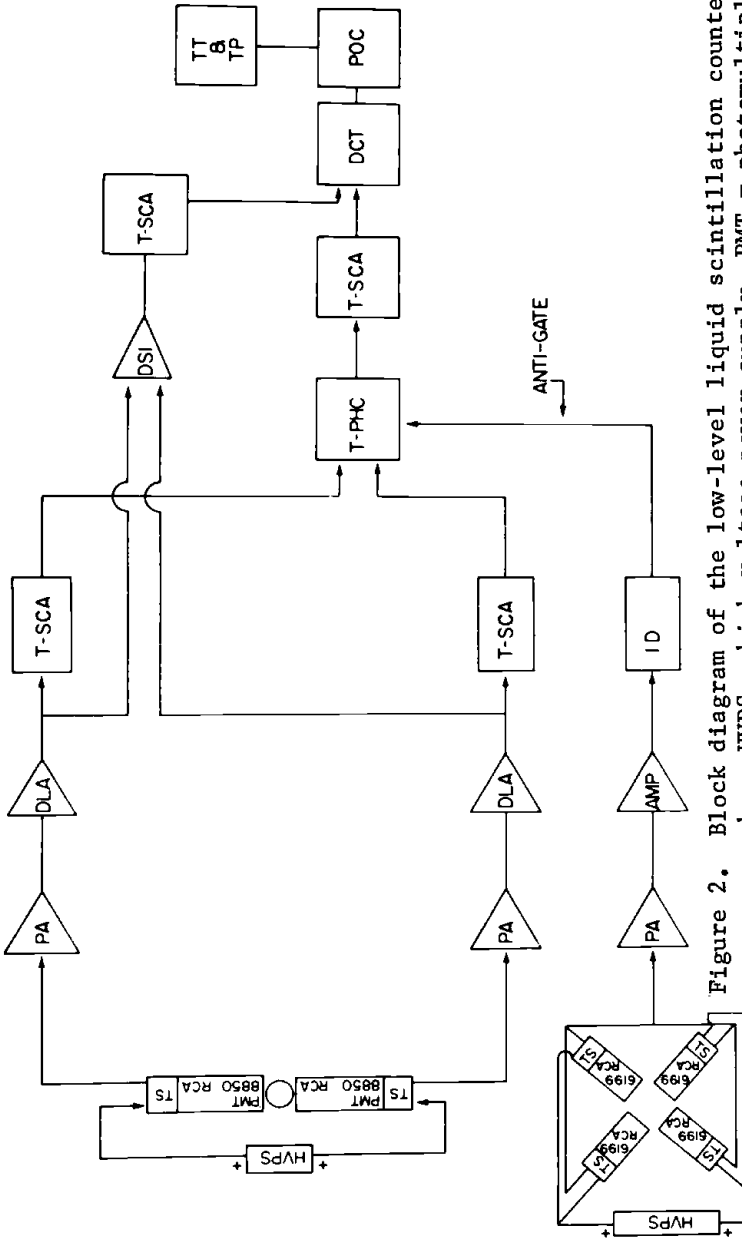 TT
&
TP
POC
DCT
T-SCA
T-SCA
DSI
T-PHC
ANTI-GATE
T-SCA
T-SCA
ID
DLA
DLA
AMP
PA
PA
PA
TS
PMT
8850
RCA
PMT
8850
RCA
TS
+ HVPS +
TS
6199
RCA
TS
6199
RCA
TS
6199
RCA
TS
6199
RCA
+ HVPS +
Figure 2. Block diagram of the low-level liquid scintillation counte
HVPS = high voltage power supply, PMT = photomultipl